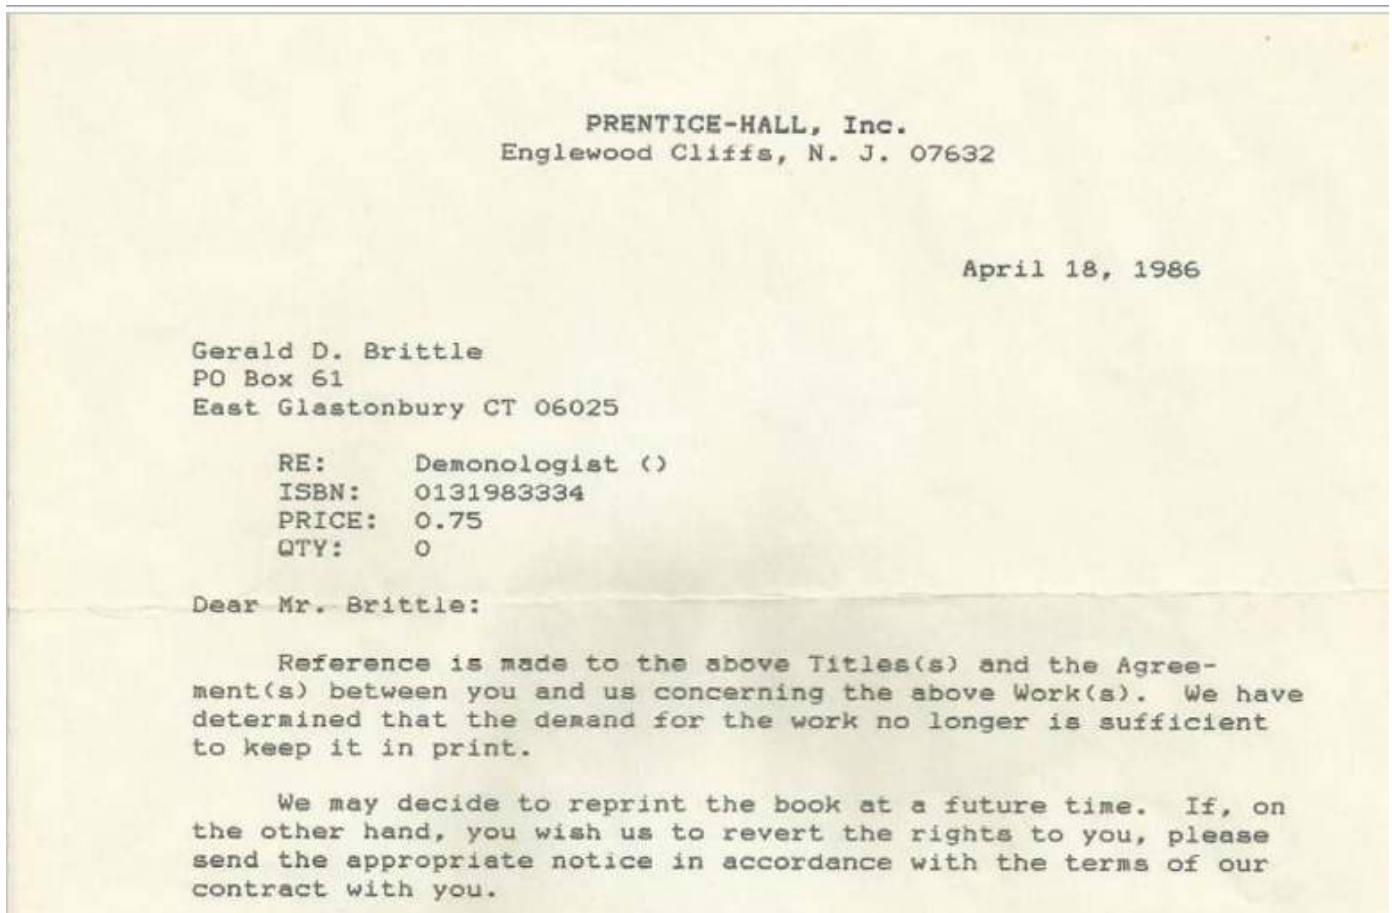 PRENTICE-HALL, Inc.
Englewood Cliffs, N. J. 07632
April 18, 1986
Gerald D. Brittle
PO Box 61
East Glastonbury CT 06025
RE: Demonologist ()
ISBN: 0131983334
PRICE: 0.75
QTY: 0
Dear Mr. Brittle:
Reference is made to the above Titles(s) and the Agree-
ment(s) between you and us concerning the above Work(s). We have
determined that the demand for the work no longer is sufficient
to keep it in print.
We may decide to reprint the book at a future time. If, on
the other hand, you wish us to revert the rights to you, please
send the appropriate notice in accordance with the terms of our
contract with you.